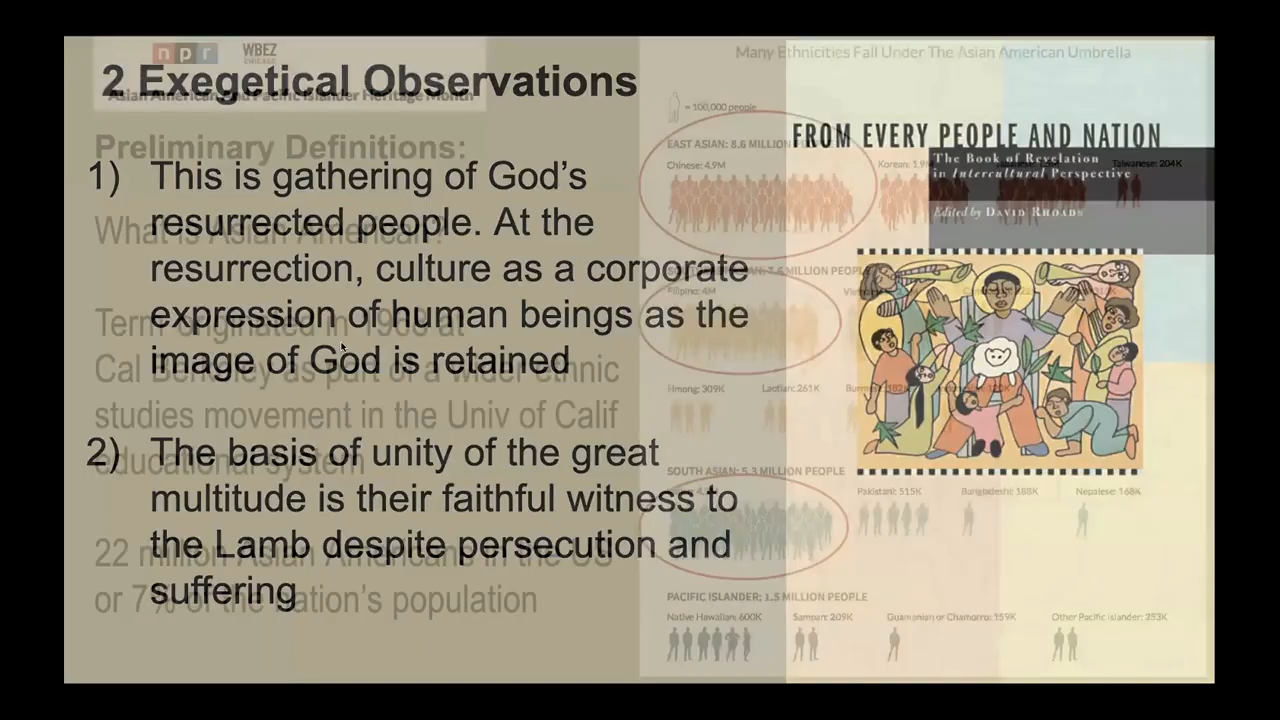 npr WBEZ
CHICAGO
2 Exegetical Observations
Asian American and Pacific Islander Heritage Month
1) This is gathering of God’s
resurrected people. At the
resurrection, culture as a corporate
expression of human beings as the
image of God is retained
2) The basis of unity of the great
multitude is their faithful witness to
the Lamb despite persecution and
suffering
Preliminary Definitions:
What is Asian American?
Term originated in 1968 at
Cal Berkeley as part of a wider ethnic
studies movement in the Univ of Calif
educational system
22 million Asian Americans in the US
or 7% of the nation’s population
Many Ethnicities Fall Under The Asian American Umbrella
= 100,000 people
FROM EVERY PEOPLE AND NATION
The Book of Revelation
in Intercultural Perspective
Edited by DAVID RHOADS
EAST ASIAN: 8.6 MILLION
Chinese: 4.9M
Korean: 1.9M
Taiwanese: 204K
MILLION PEOPLE
Filipino: 4M
Hmong: 309K
Laotian: 261K
SOUTH ASIAN: 5.3 MILLION PEOPLE
Pakistani: 515K
Bangladeshi: 188K
Nepalese: 168K
PACIFIC ISLANDER: 1.5 MILLION PEOPLE
Native Hawaiian: 600K
Samoan: 209K
Guamanian or Chamorro: 159K
Other Pacific Islander: 253K